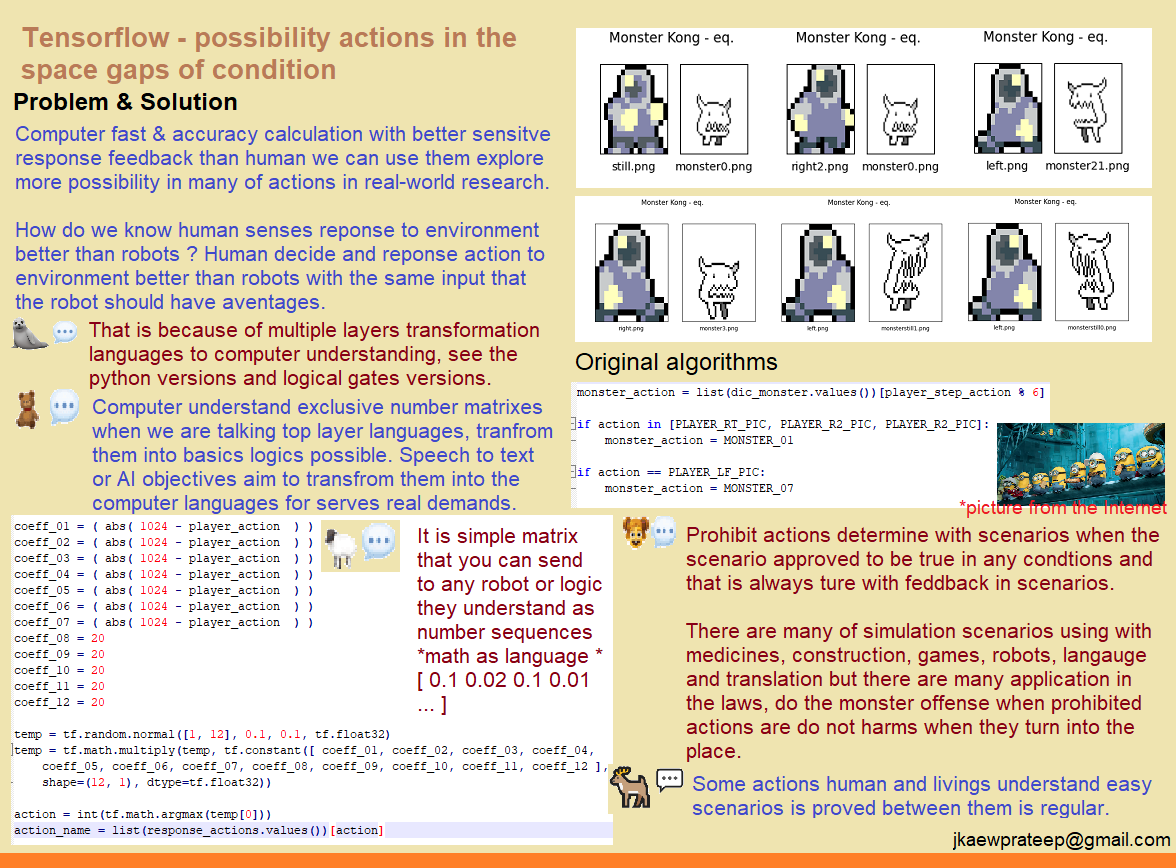 Tensorflow - possibility actions in the
space gaps of condition
Problem & Solution
Computer fast & accuracy calculation with better sensitve
response feedback than human we can use them explore
more possibility in many of actions in real-world research.
How do we know human senses reponse to environment
better than robots ? Human decide and reponse action to
environment better than robots with the same input that
the robot should have aventages.
That is because of multiple layers transformation
languages to computer understanding, see the
python versions and logical gates versions.
Computer understand exclusive number matrixes
when we are talking top layer languages, tranfrom
them into basics logics possible. Speech to text
or AI objectives aim to transfrom them into the
computer languages for serves real demands.
coeff_01 = ( abs( 1024 - player_action  ) )
coeff_02 = ( abs( 1024 - player_action  ) )
coeff_03 = ( abs( 1024 - player_action  ) )
coeff_04 = ( abs( 1024 - player_action  ) )
coeff_05 = ( abs( 1024 - player_action  ) )
coeff_06 = ( abs( 1024 - player_action  ) )
coeff_07 = ( abs( 1024 - player_action  ) )
coeff_08 = 20
coeff_09 = 20
coeff_10 = 20
coeff_11 = 20
coeff_12 = 20
temp = tf.random.normal([1, 12], 0.1, 0.1, tf.float32)
temp = tf.math.multiply(temp, tf.constant([ coeff_01, coeff_02, coeff_03, coeff_04,
coeff_05, coeff_06, coeff_07, coeff_08, coeff_09, coeff_10, coeff_11, coeff_12 ],
shape=(12, 1), dtype=tf.float32))
action = int(tf.math.argmax(temp[0]))
action_name = list(response_actions.values())[action]
It is simple matrix
that you can send
to any robot or logic
they understand as
number sequences
*math as language *
[ 0.1 0.02 0.1 0.01
... ]
Monster Kong - eq.
Monster Kong - eq.
Monster Kong - eq.
still.png
monster0.png
right2.png
monster0.png
left.png
monster21.png
Monster Kong - eq.
Monster Kong - eq.
Monster Kong - eq.
right.png
monster3.png
left.png
monsterstill1.png
left.png
monsterstill0.png
Original algorithms
monster_action = list(dic_monster.values())[player_step_action % 6]
if action in [PLAYER_RT_PIC, PLAYER_R2_PIC, PLAYER_R2_PIC]:
monster_action = MONSTER_01
if action == PLAYER_LF_PIC:
monster_action = MONSTER_07
*picture from the Internet
Prohibit actions determine with scenarios when the
scenario approved to be true in any condtions and
that is always ture with feddback in scenarios.
There are many of simulation scenarios using with
medicines, construction, games, robots, langauge
and translation but there are many application in
the laws, do the monster offense when prohibited
actions are do not harms when they turn into the
place.
Some actions human and livings understand easy
scenarios is proved between them is regular.
jkaewprateep@gmail.com